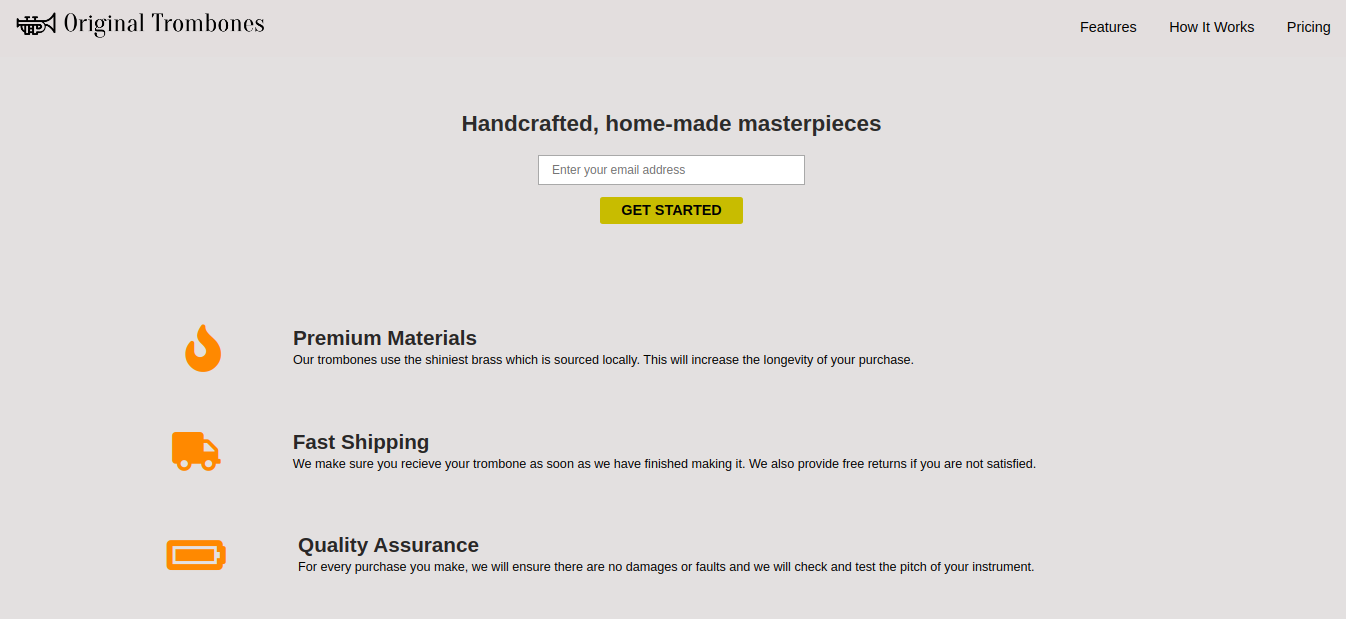 Original Trombones
Features
How It Works
Pricing
Handcrafted, home-made masterpieces
Enter your email address
GET STARTED
Premium Materials
Our trombones use the shiniest brass which is sourced locally. This will increase the longevity of your purchase.
Fast Shipping
We make sure you recieve your trombone as soon as we have finished making it. We also provide free returns if you are not satisfied.
Quality Assurance
For every purchase you make, we will ensure there are no damages or faults and we will check and test the pitch of your instrument.